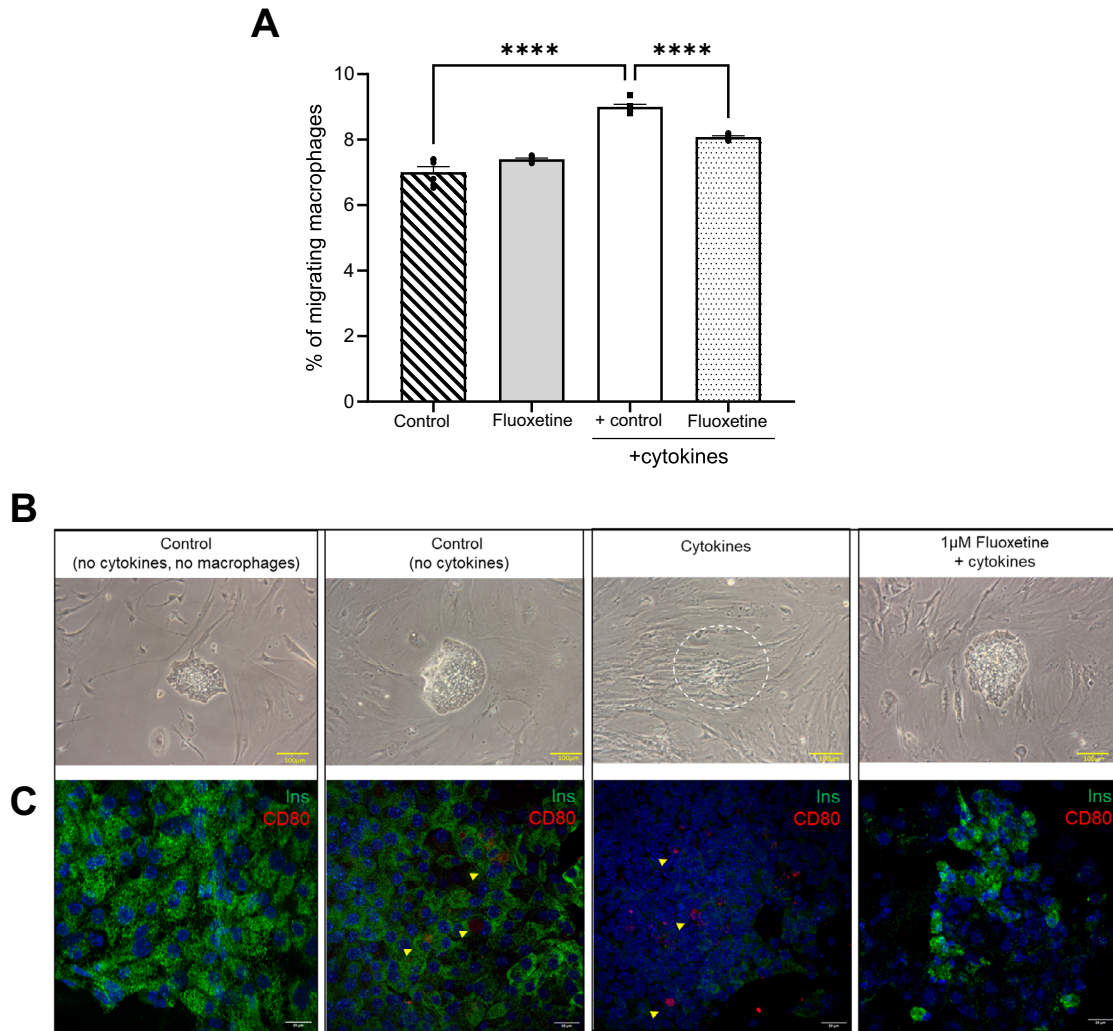 A
**** ****
% of migrating macrophages
10
8
6
4
2
0
Control Fluoxetine + control Fluoxetine
+cytokines
B
Control
(no cytokines, no macrophages)
Control
(no cytokines)
Cytokines
1µM Fluoxetine
+ cytokines
100µm 100µm 100µm 100µm
C
Ins
CD80
Ins
CD80
Ins
CD80
Ins
CD80